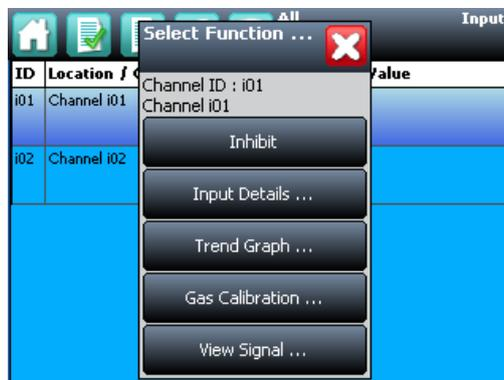 All
Input
Select Function ...
ID Location /
Value
Channel ID : i01
Channel i01
i01 Channel i01
Inhibit
i02 Channel i02
Input Details ...
Trend Graph ...
Gas Calibration ...
View Signal ...